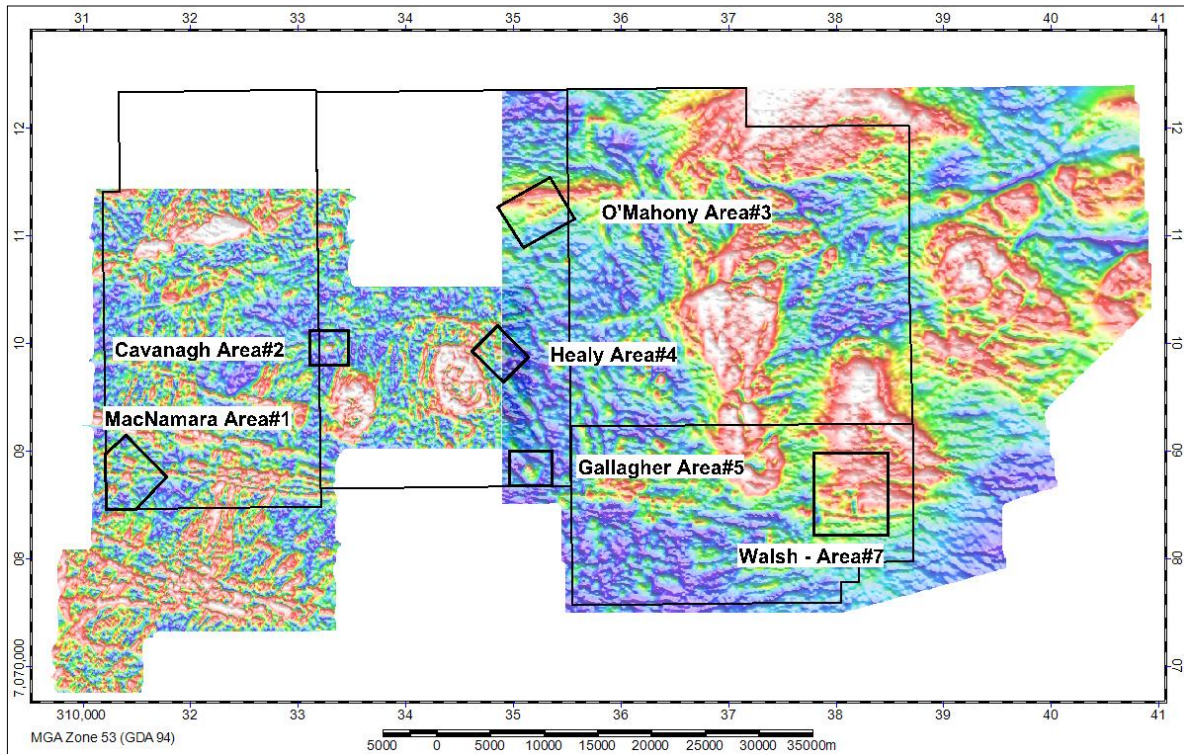 31 32 33 34 35 36 37 38 39 40 41
12 12
O'Mahony Area#3
11 11
Cavanagh Area#2
10 Healy Area#4 10
MacNamara Area#1
09 Gallagher Area#5 09
Walsh - Area#7
08 08
7,070,000 07
310,000 32 33 34 35 36 37 38 39 40 41
MGA Zone 53 (GDA 94)
5000 0 5000 10000 15000 20000 25000 30000 35000m